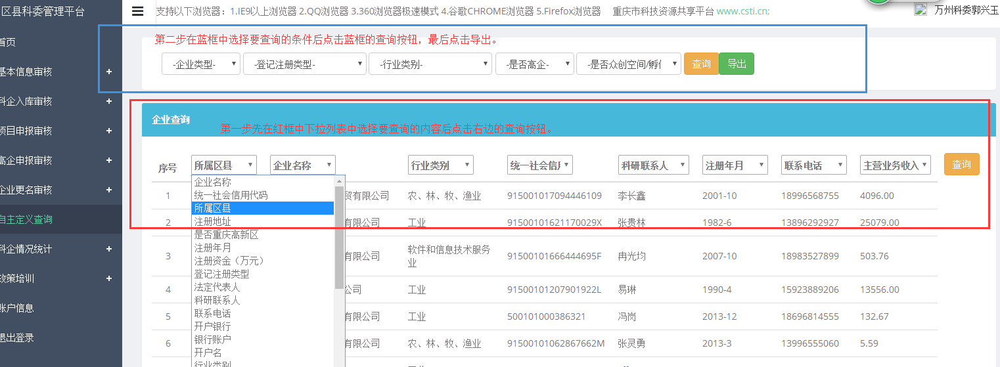 区县科委管理平台
支持以下浏览器：1.IE9以上浏览器 2.QQ浏览器 3.360浏览器极速模式 4.谷歌CHROME浏览器 5.Firefox浏览器 重庆市科技资源共享平台 www.csti.cn;
万州科委郭兴玉
首页
基本信息审核
科企入库审核
项目申报审核
高企申报审核
企业更名审核
自主定义查询
科企情况统计
政策培训
账户信息
退出登录
第二步在蓝框中选择要查询的条件后点击蓝框的查询按钮，最后点击导出。
-企业类型- -登记注册类型- -行业类别- -是否高企- -是否众创空间/孵化 查询 导出
企业查询
第一步先在红框中下拉列表中选择要查询的内容后点击右边的查询按钮。
序号 所属区县 企业名称 行业类别 统一社会信用 科研联系人 注册年月 联系电话 主营业务收入 查询
1 贸有限公司 农、林、牧、渔业 915001017094446109 李长鑫 2001-10 18996568755 4096.00
2 有限公司 工业 91500101621170029X 张贵林 1982-6 13896292927 25079.00
3 有限公司 软件和信息技术服务
业 91500101666444695F 冉光均 2007-10 18983527899 503.76
4 公司 工业 91500101207901922L 易琳 1990-4 15923889206 13556.00
5 有限公司 工业 500101000386321 冯岗 2013-12 18696814555 132.67
6 有限公司 农、林、牧、渔业 91500101062867662M 张灵勇 2013-3 13996555060 5.59
企业名称
统一社会信用代码
所属区县
注册地址
是否重庆高新区
注册年月
注册资金（万元）
登记注册类型
法定代表人
科研联系人
联系电话
开户银行
银行账户
开户名
行业类别